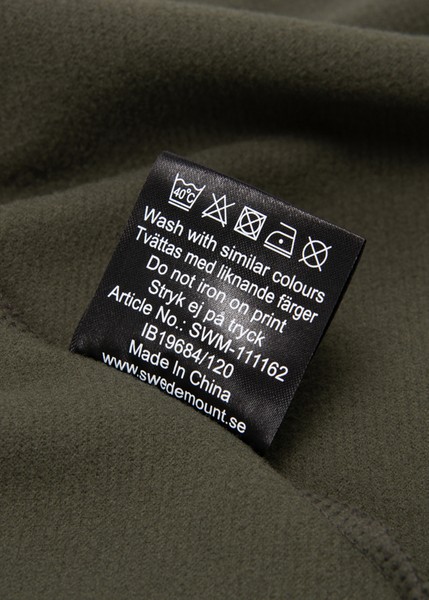 40°C
Wash with similar colours
Tvättas med liknande färger
Do not iron on print
Stryk ej på tryck
Article No.: SWM-111162
IB19684/120
Made In China
www.swedemount.se